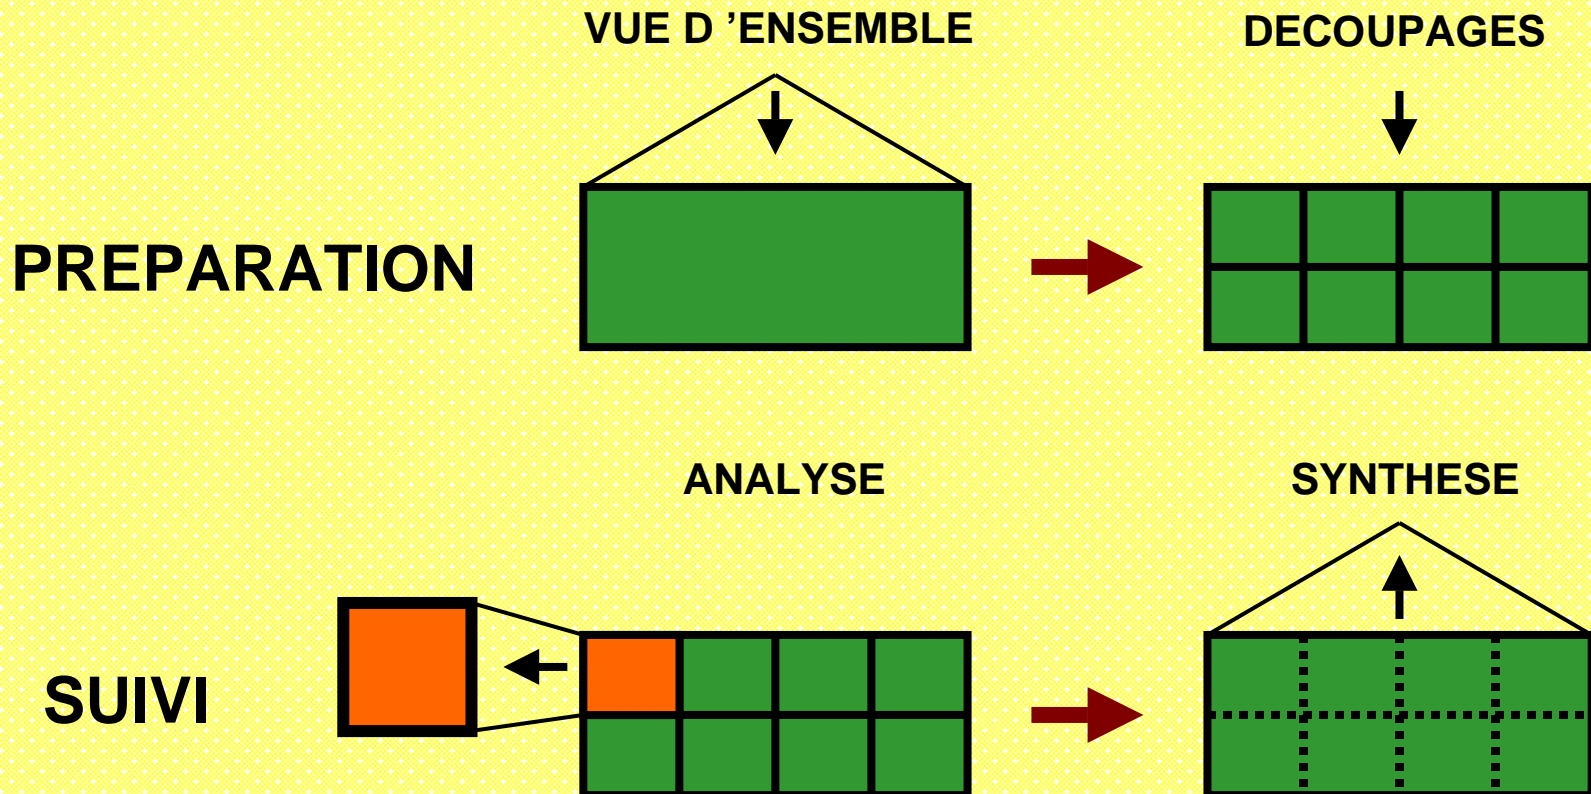 VUE D ’ENSEMBLE
DECOUPAGES
PREPARATION
ANALYSE
SYNTHESE
SUIVI